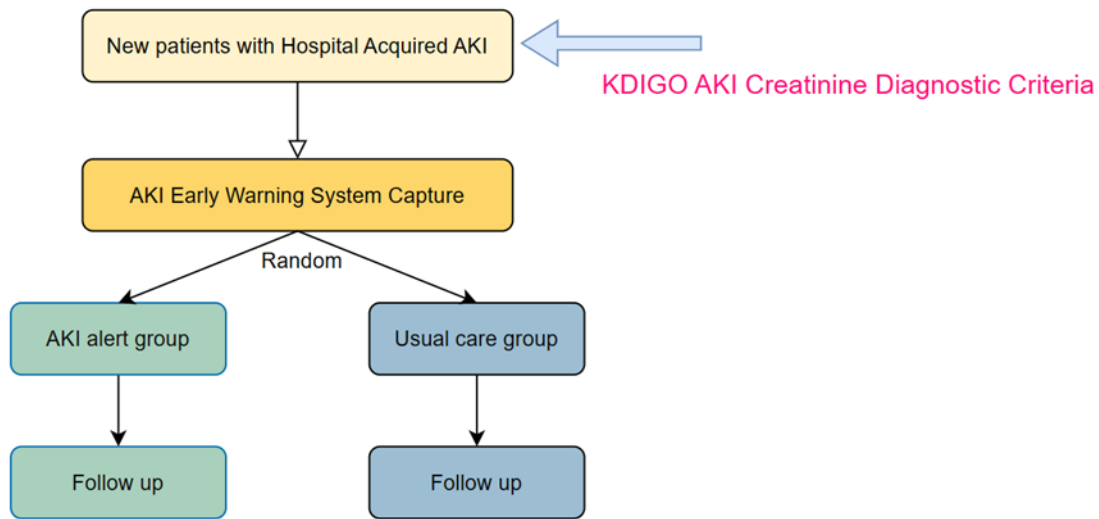 New patients with Hospital Acquired AKI
KDIGO AKI Creatinine Diagnostic Criteria
AKI Early Warning System Capture
Random
AKI alert group
Usual care group
Follow up
Follow up